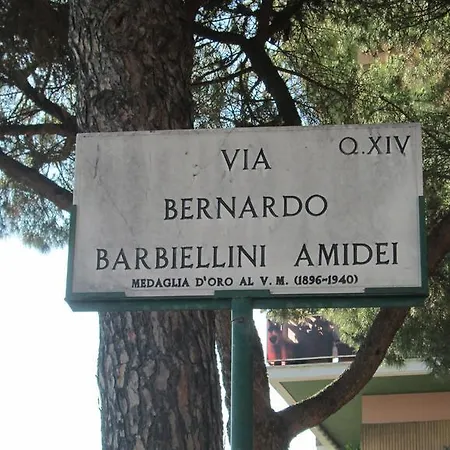 VIA Q.XIV
BERNARDO
BARBIELLINI AMIDEI
MEDAGLIA D'ORO AL V. M. (1896-1940)